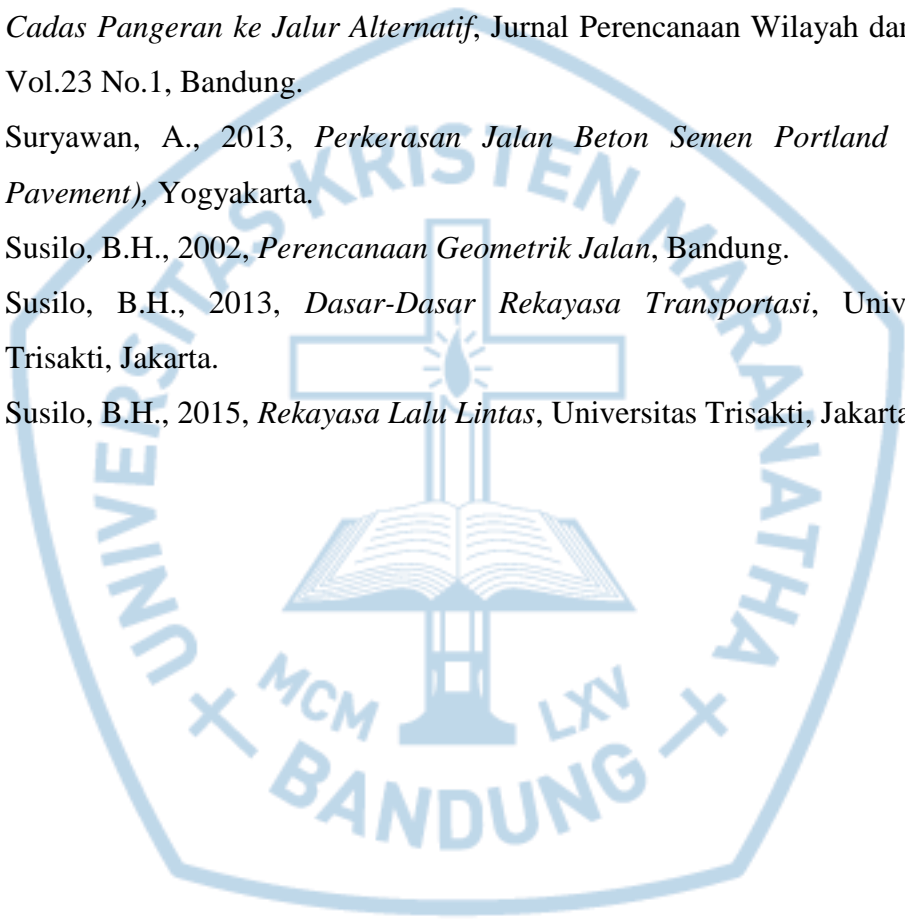 Cadas Pangeran ke Jalur Alternatif, Jurnal Perencanaan Wilayah dan
Vol.23 No.1, Bandung.
Suryawan, A., 2013, Perkerasan Jalan Beton Semen Portland
Pavement), Yogyakarta.
Susilo, B.H., 2002, Perencanaan Geometrik Jalan, Bandung.
Susilo, B.H., 2013, Dasar-Dasar Rekayasa Transportasi, Univ
Trisakti, Jakarta.
Susilo, B.H., 2015, Rekayasa Lalu Lintas, Universitas Trisakti, Jakarta
UNIVERSITAS KRISTEN MARANATHA
MCM LXV
BANDUNG